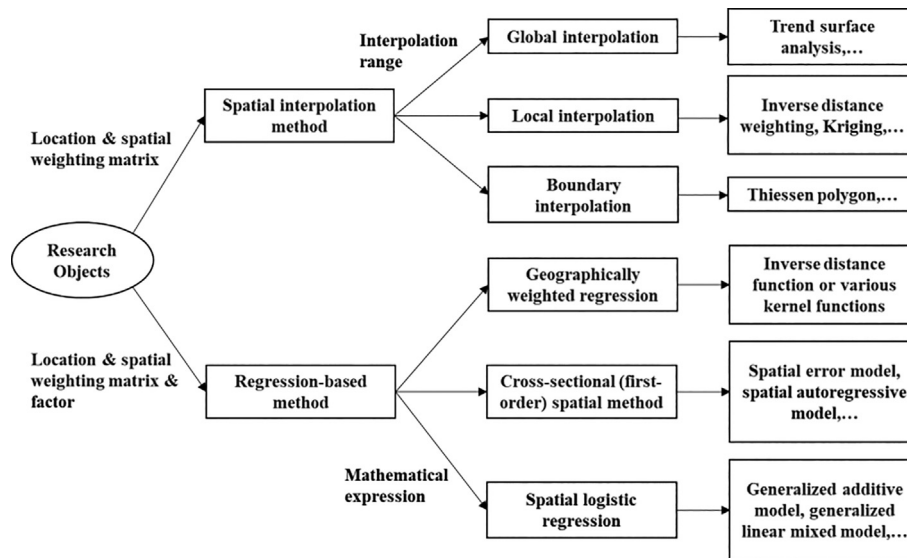 Interpolation
range
Global interpolation
Trend surface
analysis,...
Spatial interpolation
method
Local interpolation
Inverse distance
weighting, Kriging,...
Location & spatial
weighting matrix
Boundary
interpolation
Thiessen polygon,...
Research
Objects
Geographically
weighted regression
Inverse distance
function or various
kernel functions
Location & spatial
weighting matrix &
factor
Regression-based
method
Cross-sectional (first-
order) spatial method
Spatial error model,
spatial autoregressive
model,...
Mathematical
expression
Spatial logistic
regression
Generalized additive
model, generalized
linear mixed model,...